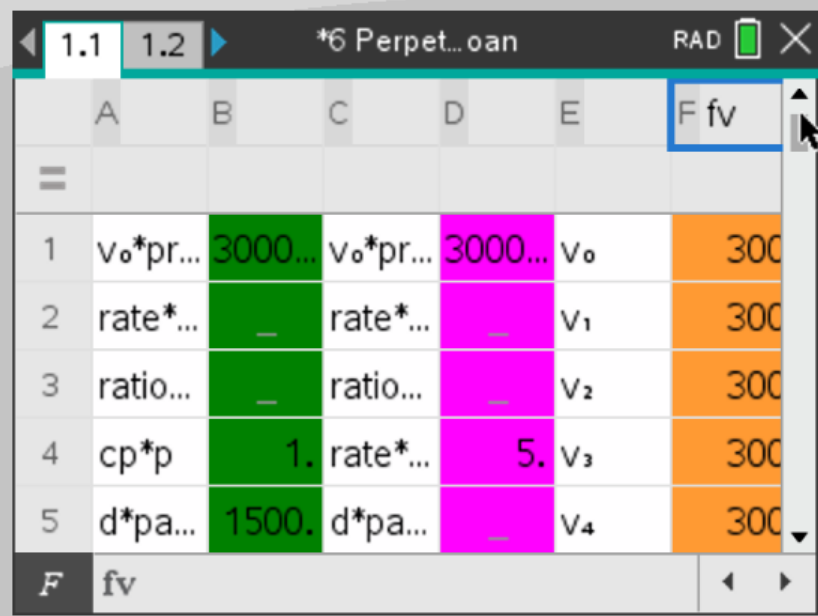 1.1 1.2 *6 Perpet...oan RAD
A B C D E F fv
=
1 v₀*pr... 3000... v₀*pr... 3000... v₀ 300
2 rate*... _ rate*... _ v₁ 300
3 ratio... _ ratio... _ v₂ 300
4 cp*p 1. rate*... 5. v₃ 300
5 d*pa... 1500. d*pa... _ v₄ 300
F fv